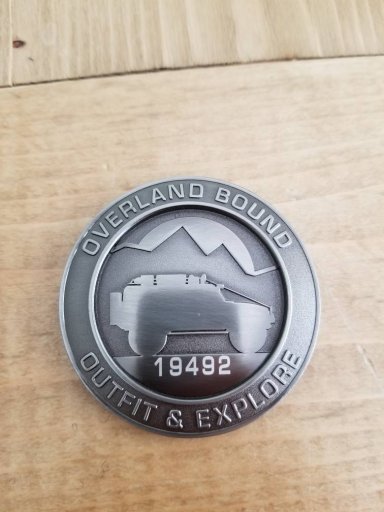 OVERLAND BOUND
19492
OUTFIT & EXPLORE